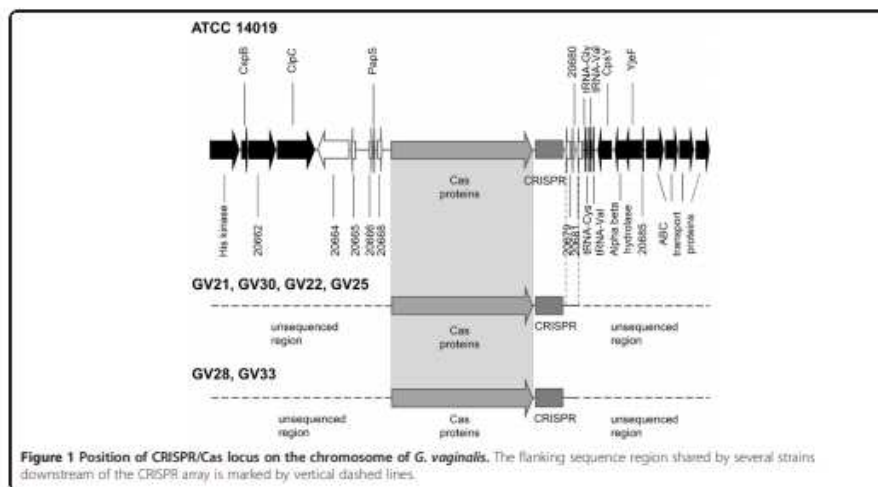 ATCC 14019
CspB
ClpC
PapS
20680
tRNA-Gly
tRNA-Val
CpsY
YjeF
Cas
proteins
CRISPR
His kinase
20662
20664
20665
20666
20668
20679
20681
tRNA-Cys
tRNA-Val
Alpha beta
hydrolase
20685
ABC
transport
proteins
GV21, GV30, GV22, GV25
unsequenced
region
Cas
proteins
CRISPR
unsequenced
region
GV28, GV33
unsequenced
region
Cas
proteins
CRISPR
unsequenced
region
Figure 1 Position of CRISPR/Cas locus on the chromosome of G. vaginalis. The flanking sequence region shared by several strains
downstream of the CRISPR array is marked by vertical dashed lines.